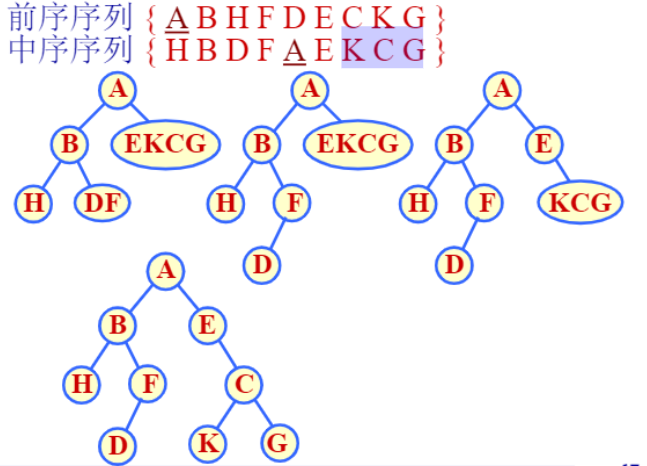 前序序列 { A B H F D E C K G }
中序序列 { H B D F A E K C G }
A A A
B EKCG B EKCG B E
H DF H F H F KCG
D D
A
B E
H F C
D K G